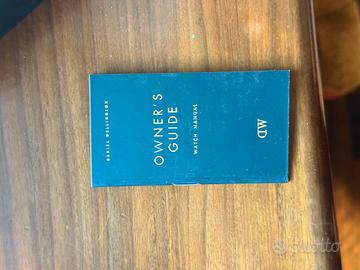 DANIEL WELLINGTON
OWNER'S
GUIDE
WATCH MANUAL
DW
subito